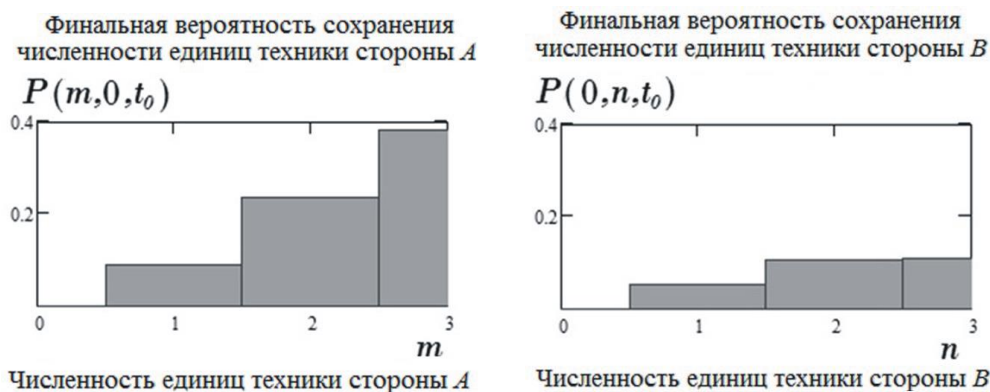 Финальная вероятность сохранения
численности единиц техники стороны A
P(m,0,t₀)
0.4
0.2
0 1 2 3
m
Численность единиц техники стороны A
Финальная вероятность сохранения
численности единиц техники стороны B
P(0,n,t₀)
0.4
0.2
0 1 2 3
n
Численность единиц техники стороны B